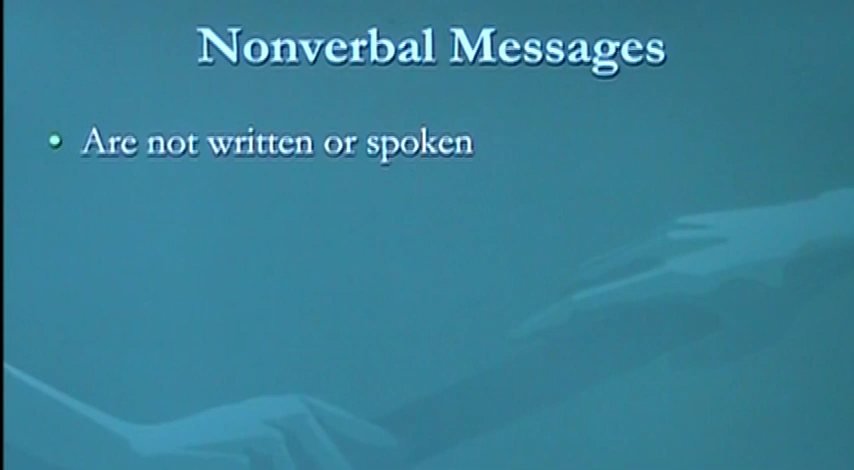 Nonverbal Messages
• Are not written or spoken